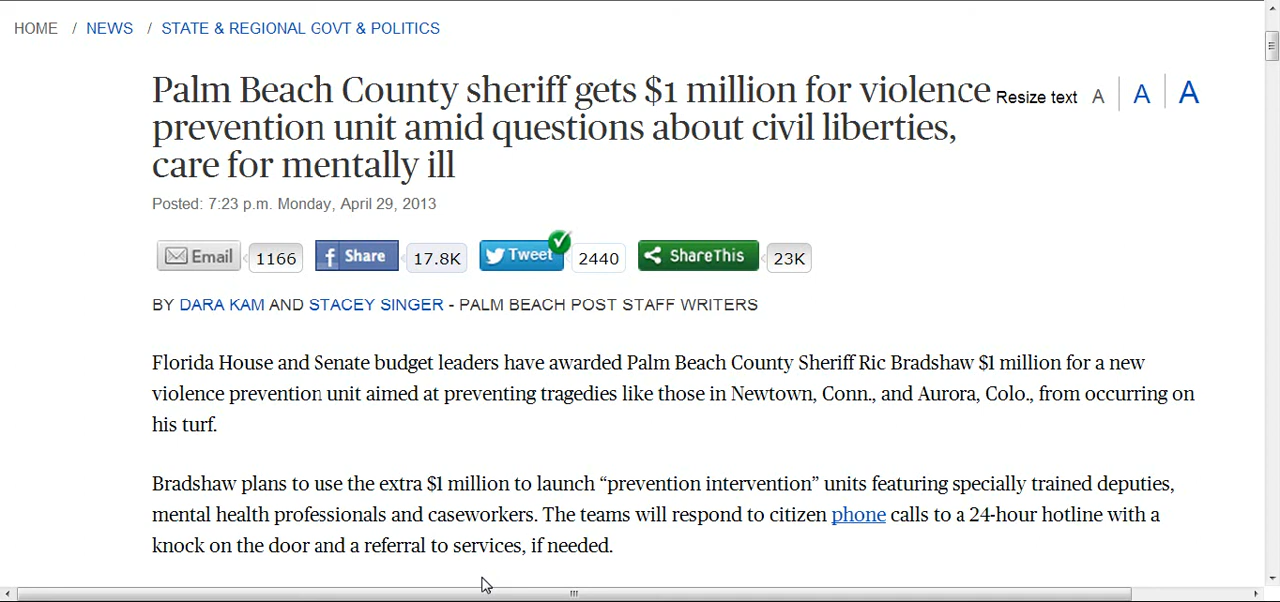 HOME / NEWS / STATE & REGIONAL GOVT & POLITICS
Palm Beach County sheriff gets $1 million for violence
Resize text A A A
prevention unit amid questions about civil liberties,
care for mentally ill
Posted: 7:23 p.m. Monday, April 29, 2013
Email 1166 f Share 17.8K Tweet 2440 ShareThis 23K
BY DARA KAM AND STACEY SINGER - PALM BEACH POST STAFF WRITERS
Florida House and Senate budget leaders have awarded Palm Beach County Sheriff Ric Bradshaw $1 million for a new
violence prevention unit aimed at preventing tragedies like those in Newtown, Conn., and Aurora, Colo., from occurring on
his turf.
Bradshaw plans to use the extra $1 million to launch “prevention intervention” units featuring specially trained deputies,
mental health professionals and caseworkers. The teams will respond to citizen phone calls to a 24-hour hotline with a
knock on the door and a referral to services, if needed.